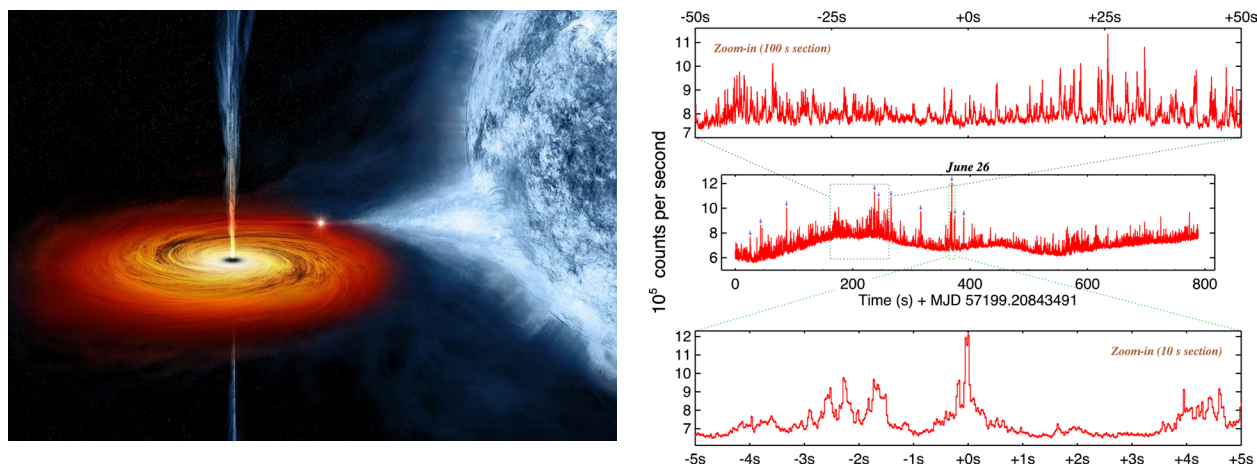 -50s -25s +0s +25s +50s
Zoom-in (100 s section)
11
10
9
8
7
June 26
12
10
8
6
0 200 400 600 800
Time (s) + MJD 57199.20843491
10⁵ counts per second
Zoom-in (10 s section)
12
11
10
9
8
7
-5s -4s -3s -2s -1s +0s +1s +2s +3s +4s +5s